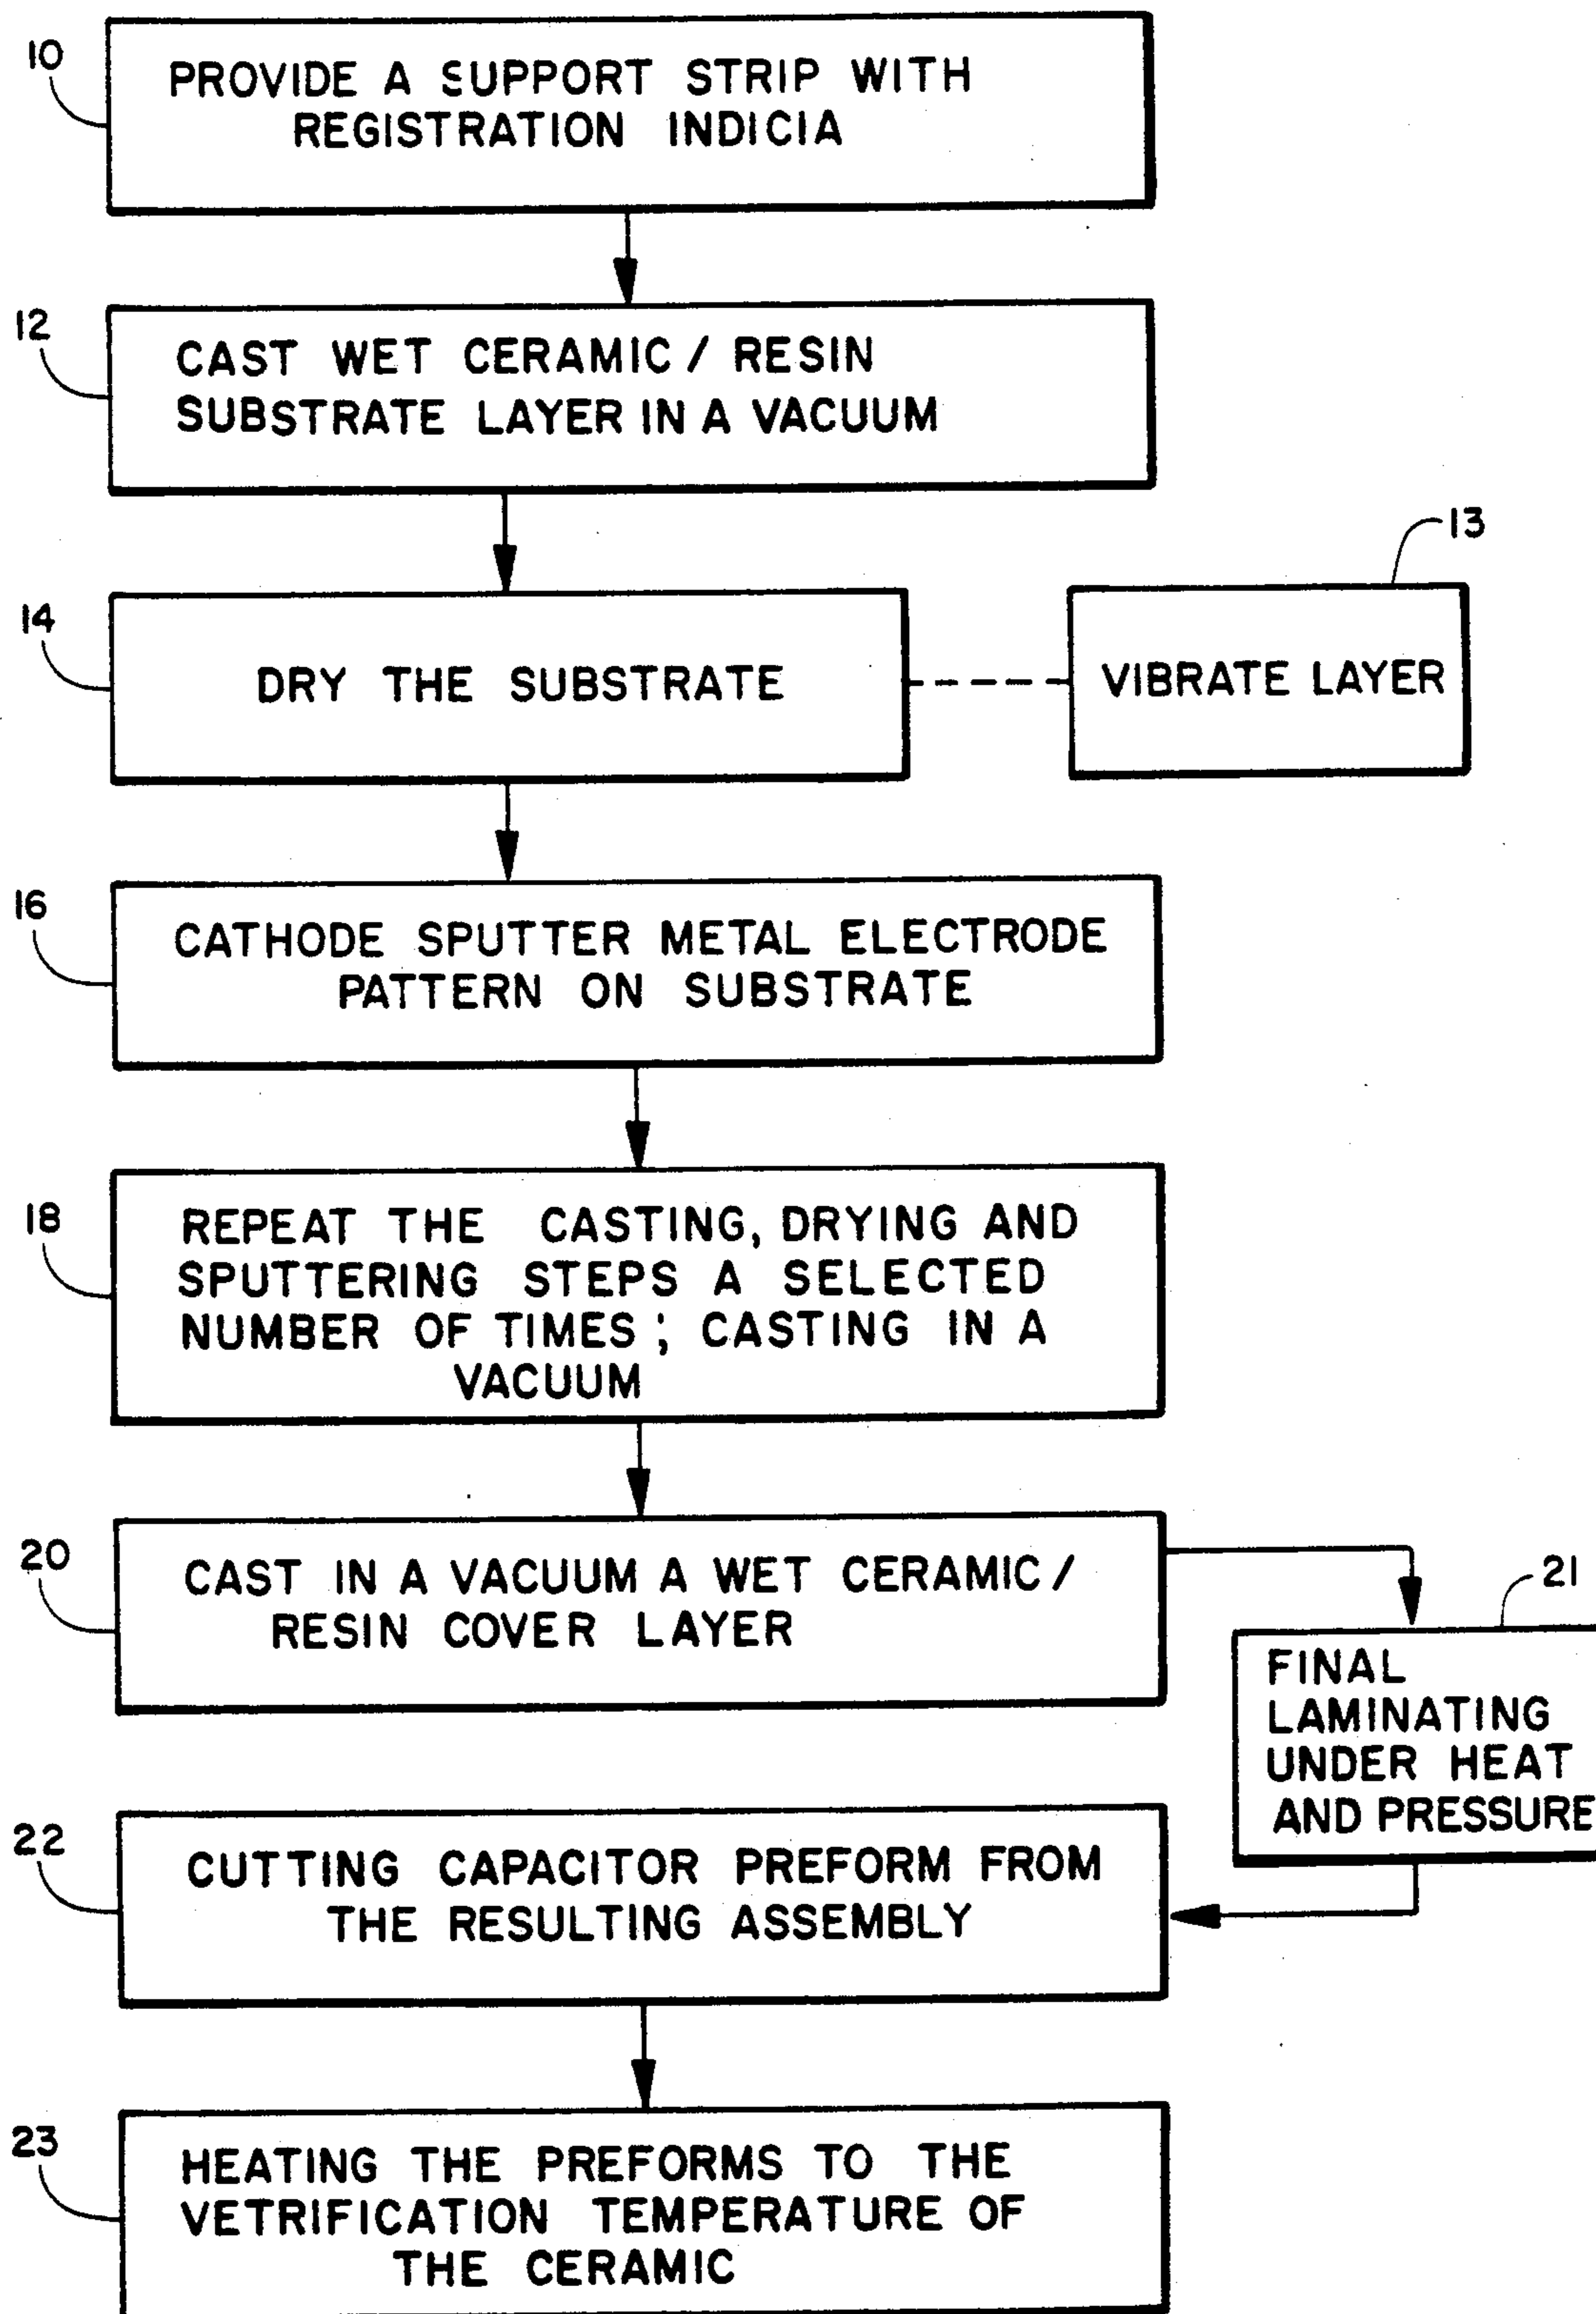 10
PROVIDE A SUPPORT STRIP WITH
REGISTRATION INDICIA
12
CAST WET CERAMIC / RESIN
SUBSTRATE LAYER IN A VACUUM
14
DRY THE SUBSTRATE
13
VIBRATE LAYER
16
CATHODE SPUTTER METAL ELECTRODE
PATTERN ON SUBSTRATE
18
REPEAT THE CASTING, DRYING AND
SPUTTERING STEPS A SELECTED
NUMBER OF TIMES ; CASTING IN A
VACUUM
20
CAST IN A VACUUM A WET CERAMIC /
RESIN COVER LAYER
21
FINAL
LAMINATING
UNDER HEAT
AND PRESSURE
22
CUTTING CAPACITOR PREFORM FROM
THE RESULTING ASSEMBLY
23
HEATING THE PREFORMS TO THE
VETRIFICATION TEMPERATURE OF
THE CERAMIC